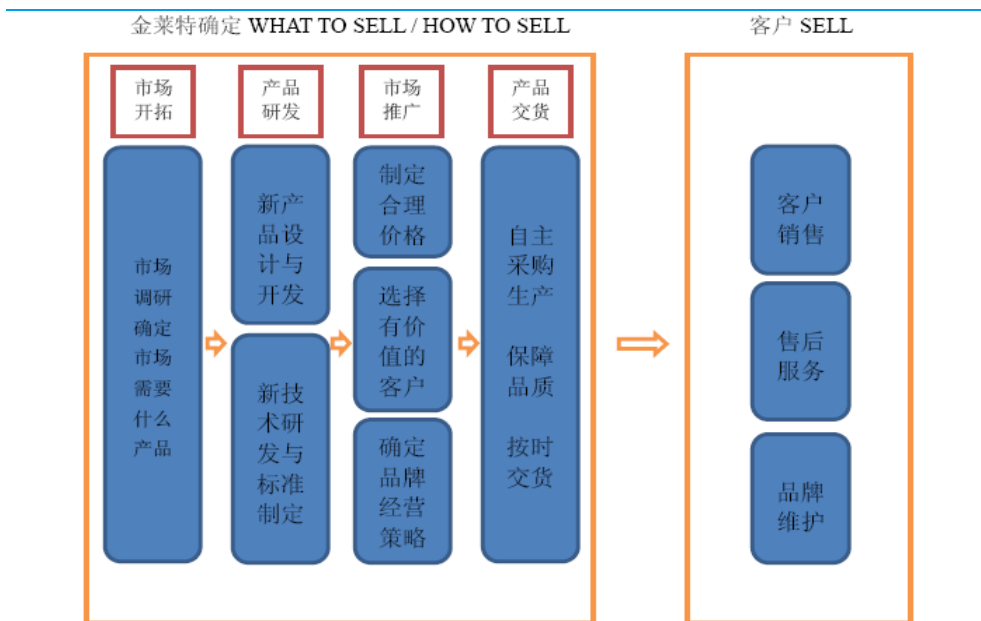 金莱特确定 WHAT TO SELL / HOW TO SELL
客户 SELL
市场
开拓
产品
研发
市场
推广
产品
交货
市场
调研
确定
市场
需要
什么
产品
新产
品设
计与
开发
新技
术研
发与
标准
制定
制定
合理
价格
选择
有价
值的
客户
确定
品牌
经营
策略
自主
采购
生产
保障
品质
按时
交货
客户
销售
售后
服务
品牌
维护